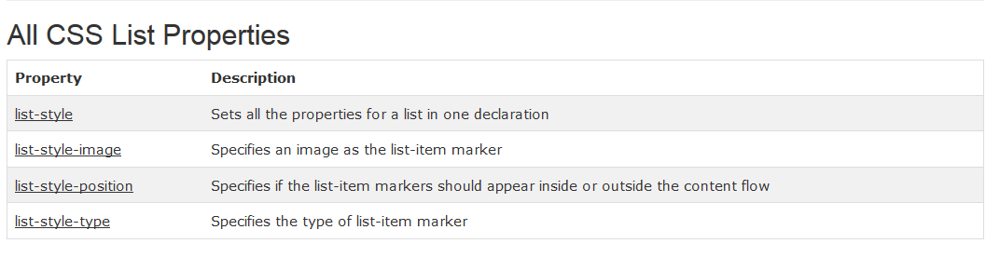 All CSS List Properties
Property Description
list-style Sets all the properties for a list in one declaration
list-style-image Specifies an image as the list-item marker
list-style-position Specifies if the list-item markers should appear inside or outside the content flow
list-style-type Specifies the type of list-item marker